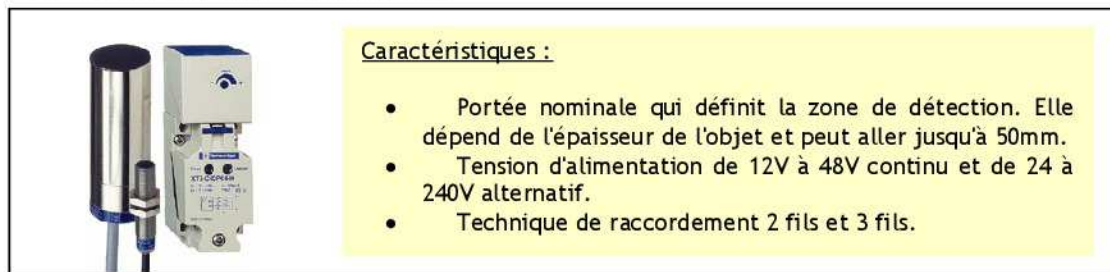 Caractéristiques :
• Portée nominale qui définit la zone de détection. Elle
dépend de l'épaisseur de l'objet et peut aller jusqu'à 50mm.
• Tension d'alimentation de 12V à 48V continu et de 24 à
240V alternatif.
• Technique de raccordement 2 fils et 3 fils.